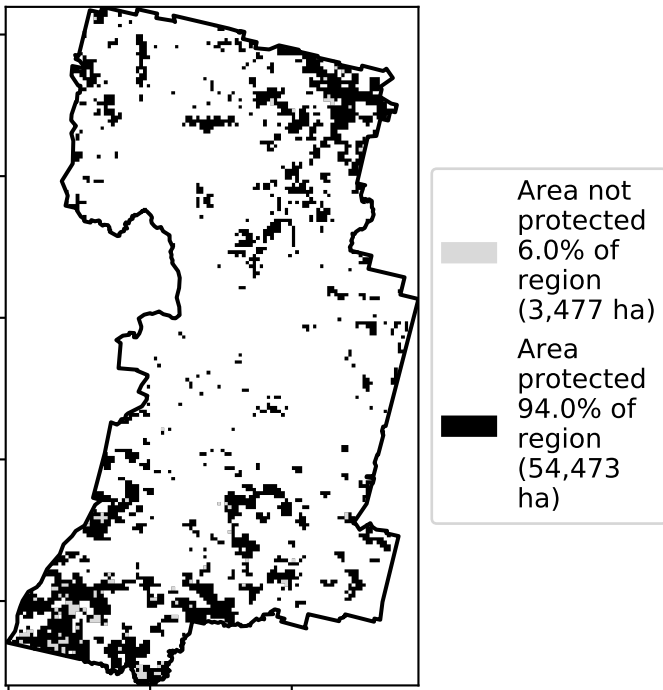 Area not
protected
6.0% of
region
(3,477 ha)
Area
protected
94.0% of
region
(54,473
ha)